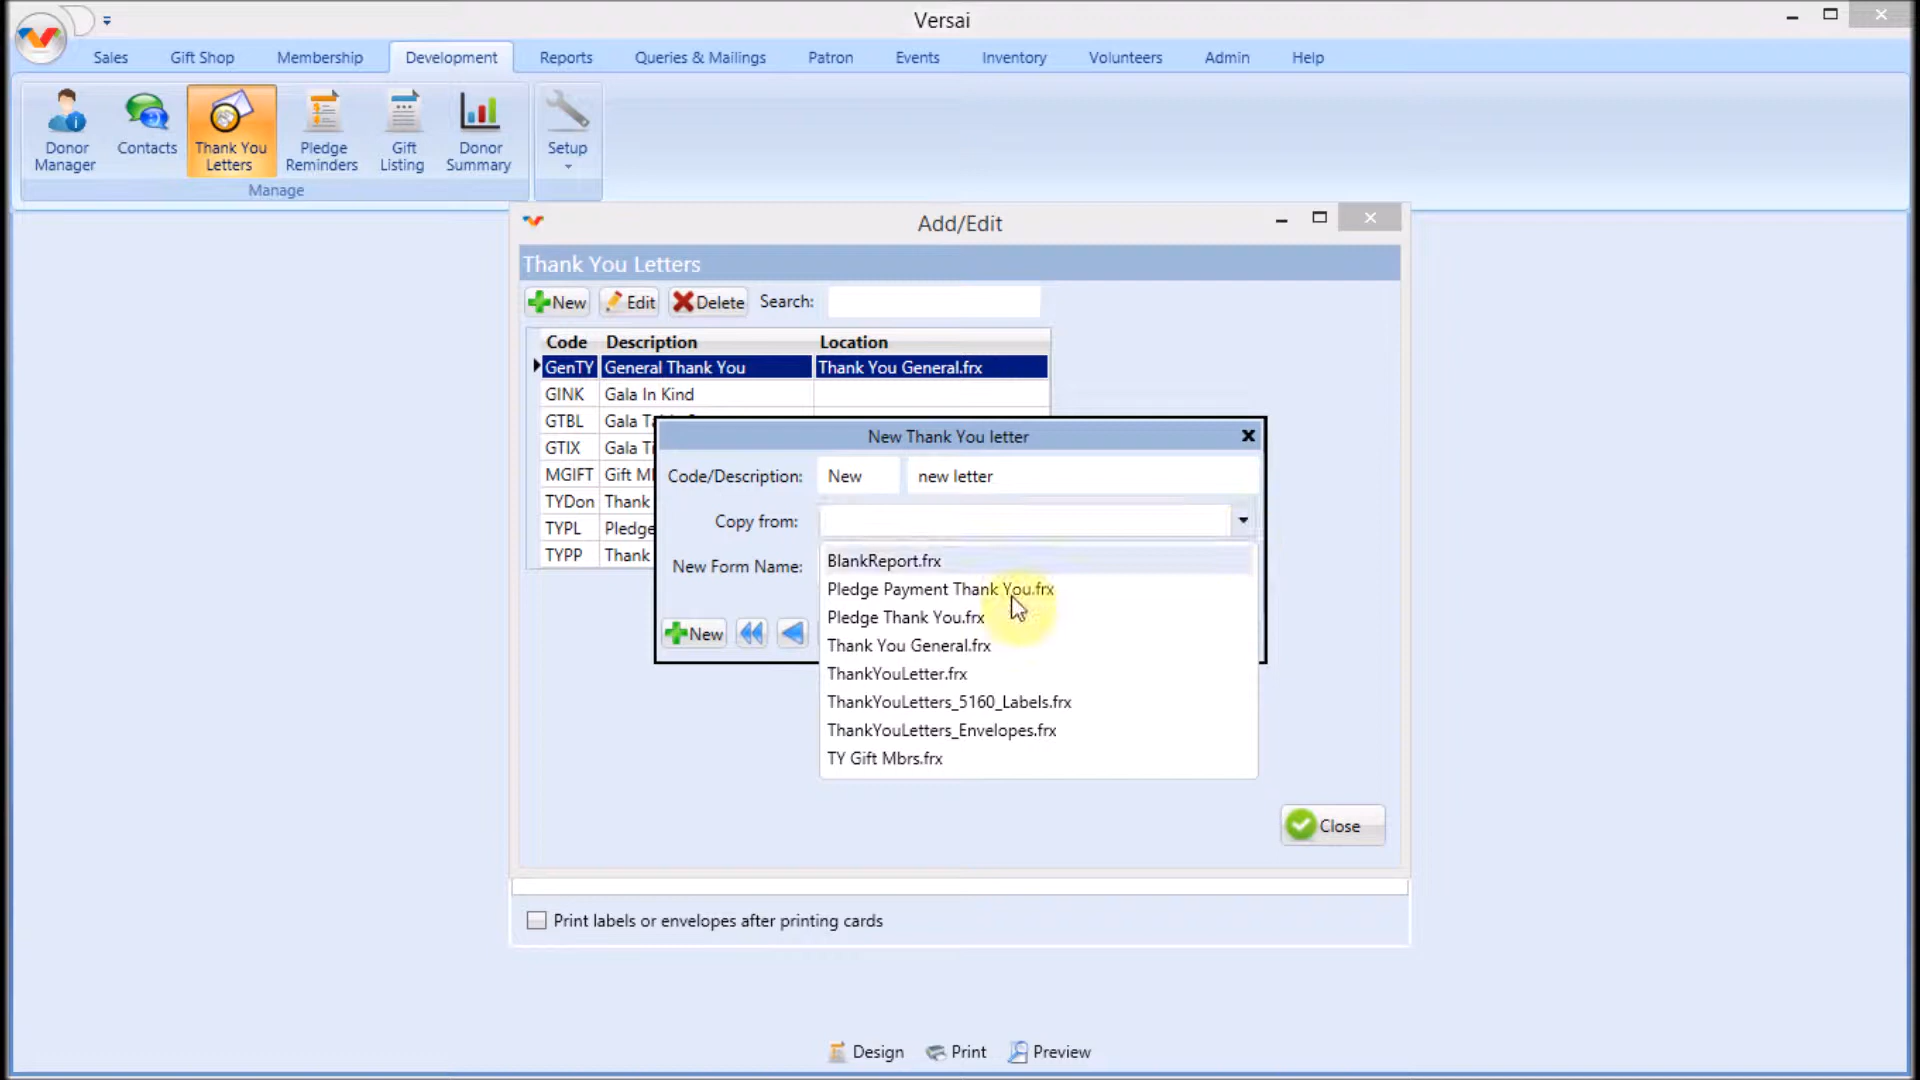 Versai
Sales Gift Shop Membership Development Reports Queries & Mailings Patron Events Inventory Volunteers Admin Help
Donor Manager
Contacts
Thank You Letters
Pledge Reminders
Gift Listing
Donor Summary
Setup
Manage
Add/Edit
Thank You Letters
New Edit Delete Search:
Code Description Location
GenTY General Thank You Thank You General.frx
GINK Gala In Kind
GTBL Gala
GTIX Gala
MGIFT Gift
TYDon Thank
TYPL Pledge
TYPP Thank
New Thank You letter
Code/Description: New new letter
Copy from:
New Form Name:
BlankReport.frx
Pledge Payment Thank You.frx
Pledge Thank You.frx
Thank You General.frx
ThankYouLetter.frx
ThankYouLetters_5160_Labels.frx
ThankYouLetters_Envelopes.frx
TY Gift Mbrs.frx
New
Close
Print labels or envelopes after printing cards
Design Print Preview